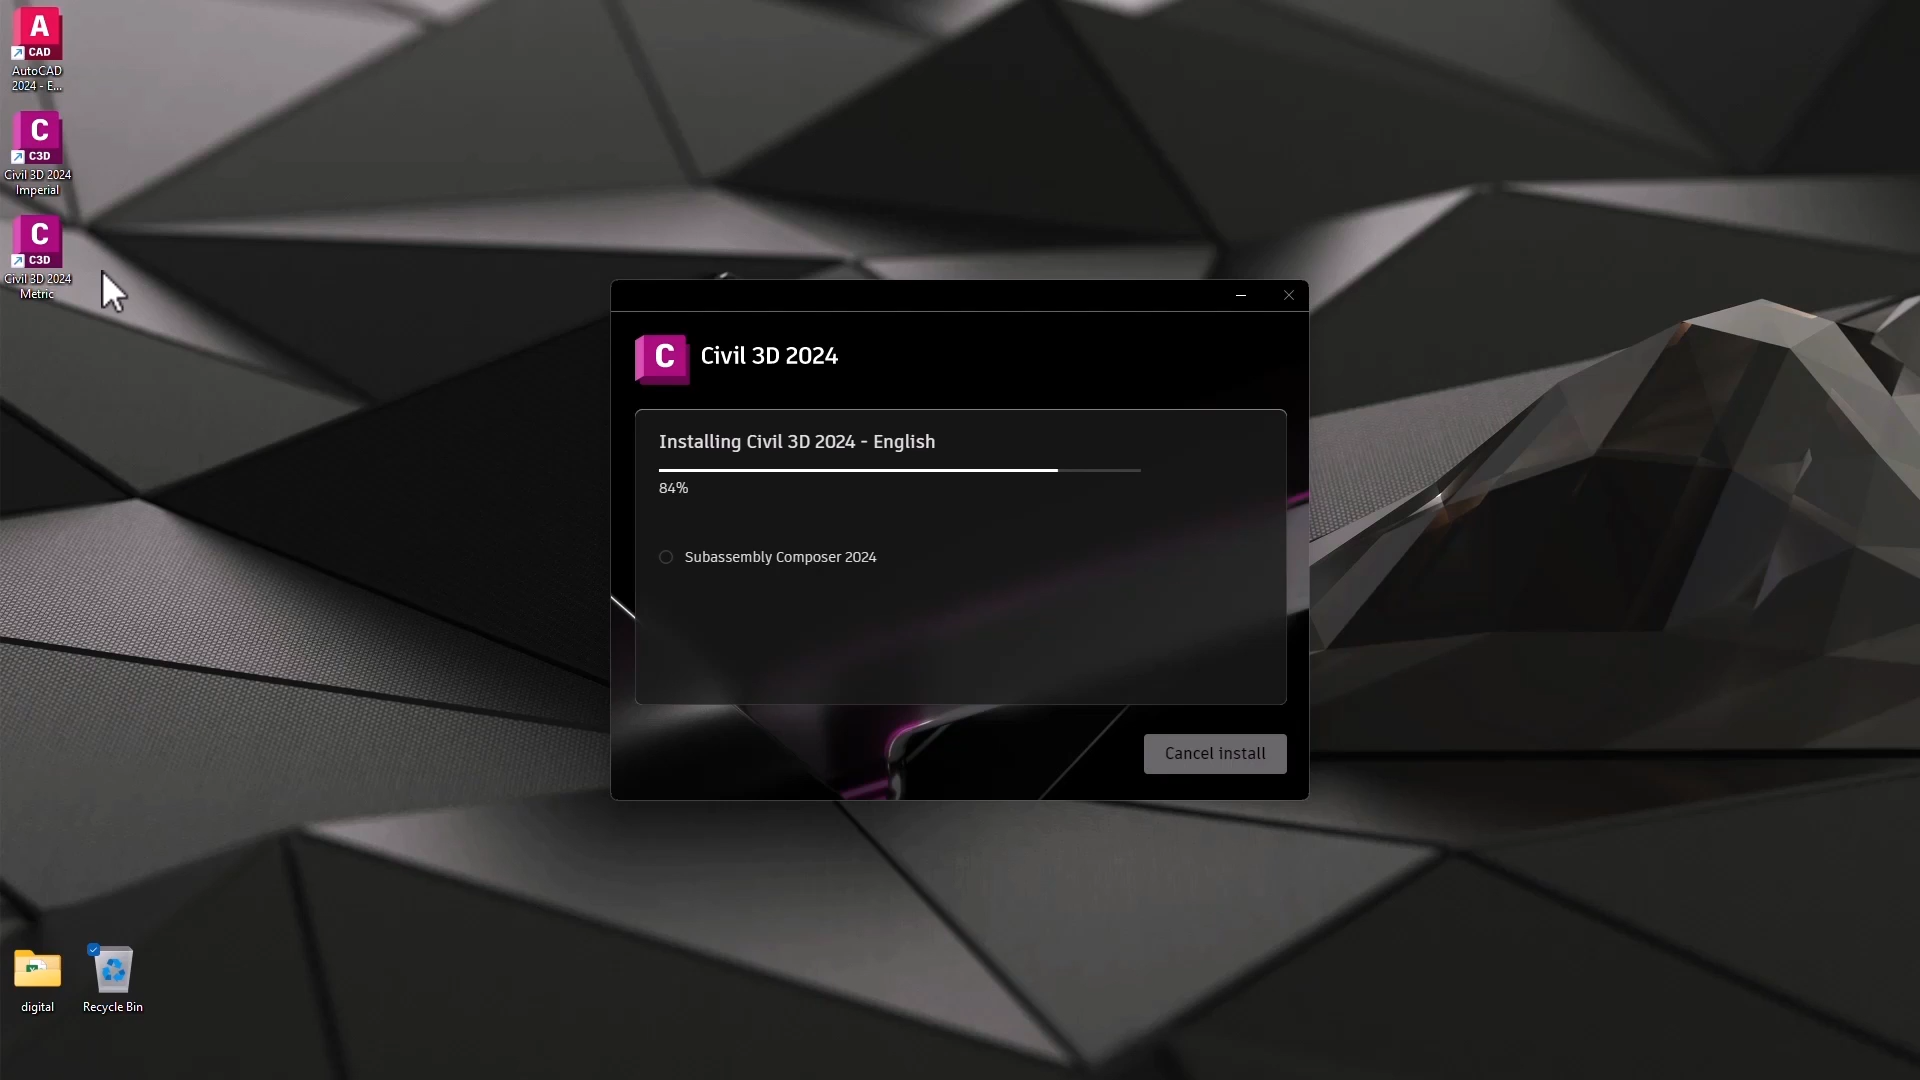 A
CAD
AutoCAD
2024 - E...
C
C3D
Civil 3D 2024
Imperial
C
C3D
Civil 3D 2024
Metric
C
Civil 3D 2024
Installing Civil 3D 2024 - English
84%
Subassembly Composer 2024
Cancel install
digital
Recycle Bin